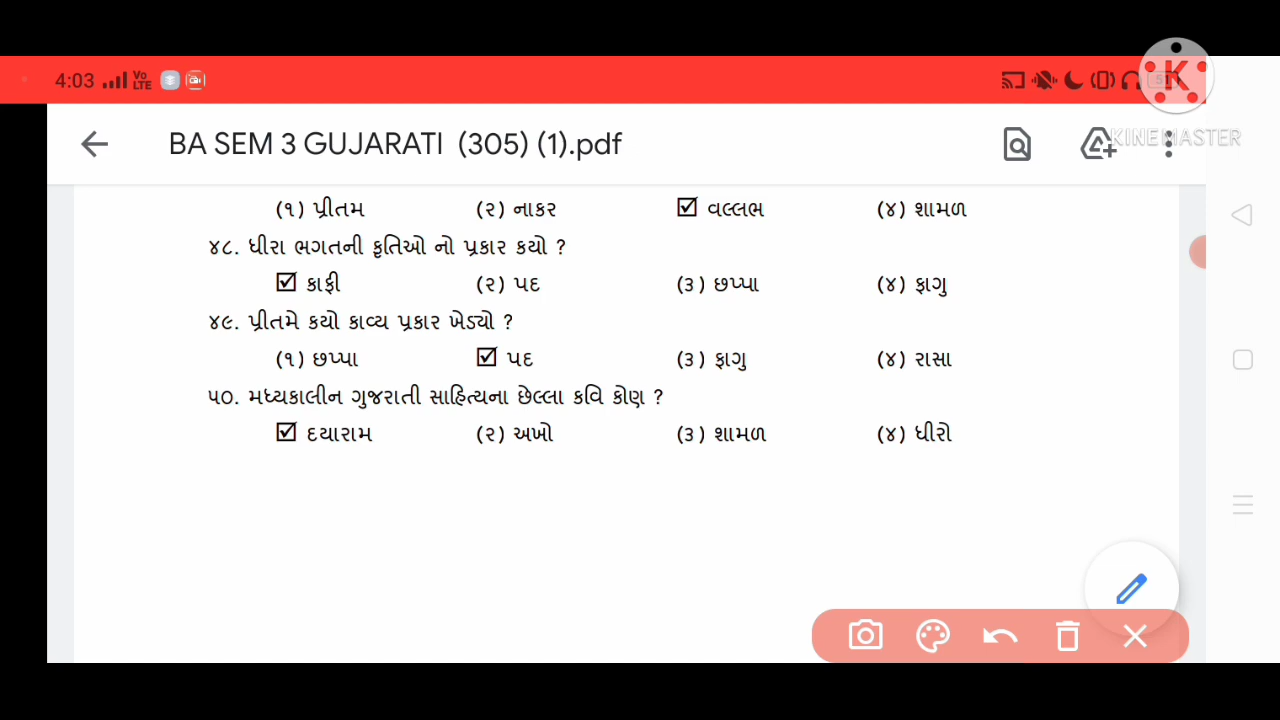 4:03 Vo LTE
BA SEM 3 GUJARATI (305) (1).pdf
KINEMASTER
(૧) પ્રીતમ (૨) નાકર ☑ વલ્લભ (૪) શામળ
૪૮. ધીરા ભગતની કૃતિઓ નો પ્રકાર કયો ?
☑ કાફી (૨) પદ (૩) છપ્પા (૪) ફાગુ
૪૯. પ્રીતમે કયો કાવ્ય પ્રકાર ખેડ્યો ?
(૧) છપ્પા ☑ પદ (૩) ફાગુ (૪) રાસા
૫૦. મધ્યકાલીન ગુજરાતી સાહિત્યના છેલ્લા કવિ કોણ ?
☑ દયારામ (૨) અખો (૩) શામળ (૪) ધીરો